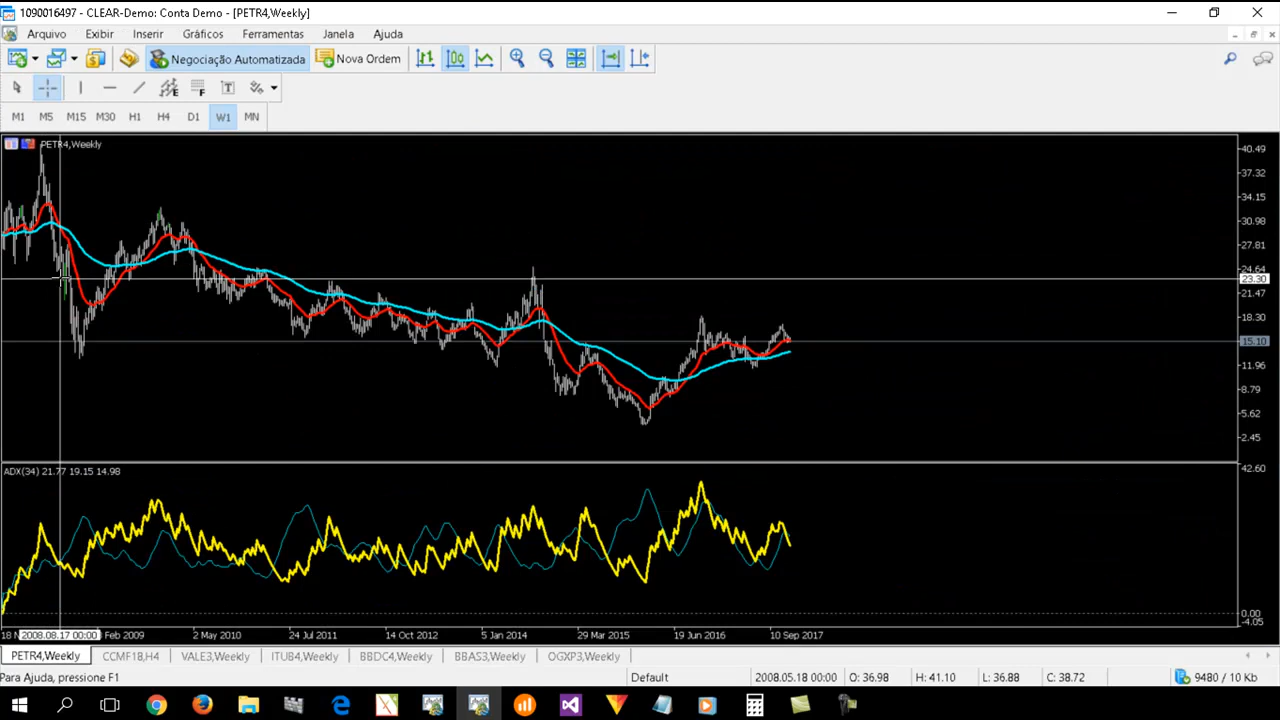 1090016497 - CLEAR-Demo: Conta Demo - [PETR4,Weekly]
Arquivo Exibir Inserir Gráficos Ferramentas Janela Ajuda
Negociação Automatizada Nova Ordem
E F T
M1 M5 M15 M30 H1 H4 D1 W1 MN
PETR4,Weekly
40.49
37.32
34.15
30.98
27.81
24.64
23.30
21.47
18.30
15.10
11.96
8.79
5.62
2.45
ADX(34) 21.77 19.15 14.98
42.60
0.00
-4.05
18 N 2008.08.17 00:00 Feb 2009 2 May 2010 24 Jul 2011 14 Oct 2012 5 Jan 2014 29 Mar 2015 19 Jun 2016 10 Sep 2017
PETR4,Weekly CCMF18,H4 VALE3,Weekly ITUB4,Weekly BBDC4,Weekly BBAS3,Weekly OGXP3,Weekly
Para Ajuda, pressione F1 Default 2008.05.18 00:00 O: 36.98 H: 41.10 L: 36.88 C: 38.72 9480 / 10 Kb